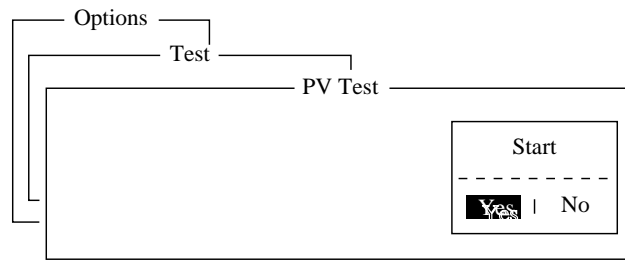 Options
Test
PV Test
Start
Yes | No